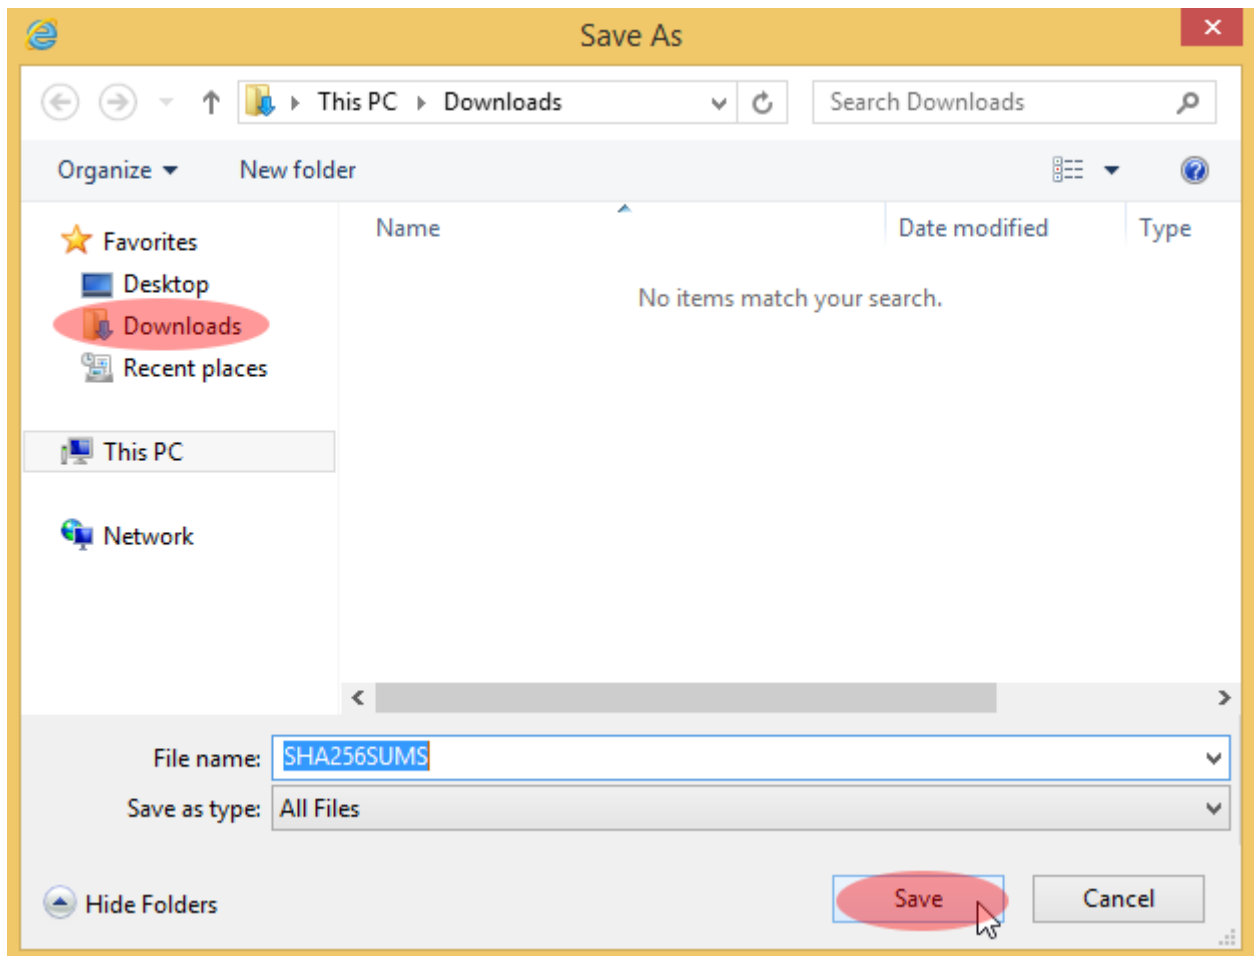 Save As
This PC Downloads
Search Downloads
Organize New folder
Name Date modified Type
Favorites
Desktop
Downloads
Recent places
This PC
Network
No items match your search.
File name: SHA256SUMS
Save as type: All Files
Hide Folders Save Cancel